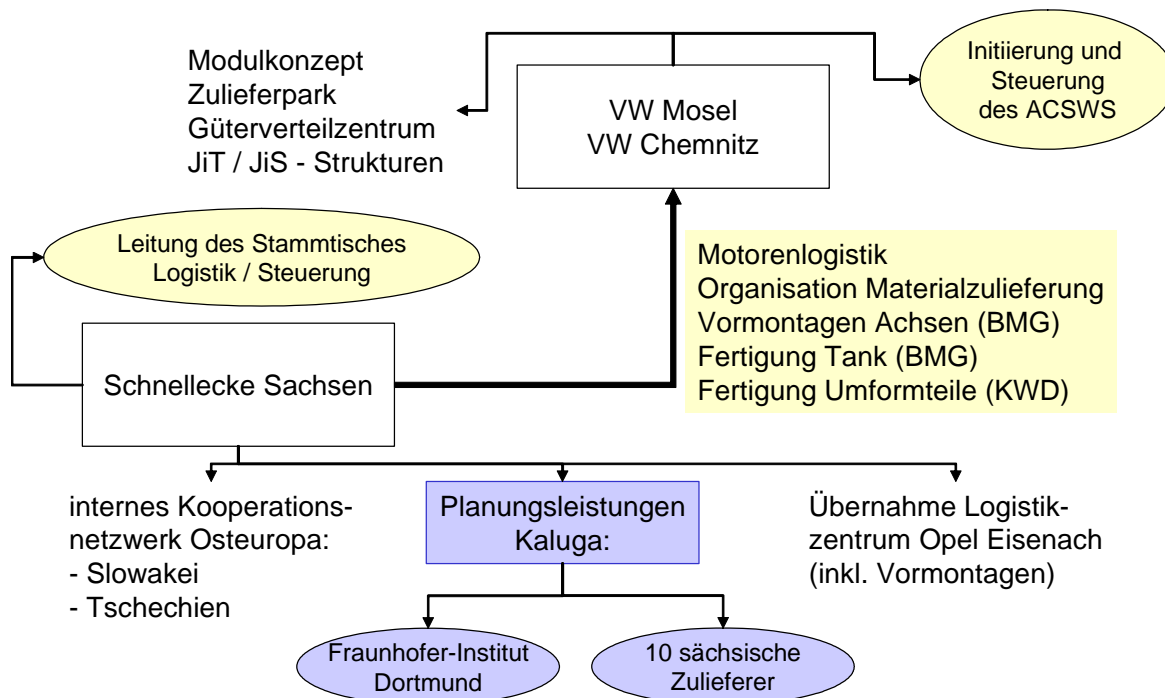 Modulkonzept
Zulieferpark
Güterverteilzentrum
JiT / JiS - Strukturen
VW Mosel
VW Chemnitz
Initiierung und
Steuerung
des ACSWS
Leitung des Stammtisches
Logistik / Steuerung
Motorenlogistik
Organisation Materialzulieferung
Vormontagen Achsen (BMG)
Fertigung Tank (BMG)
Fertigung Umformteile (KWD)
Schnellecke Sachsen
internes Kooperations-
netzwerk Osteuropa:
- Slowakei
- Tschechien
Planungsleistungen
Kaluga:
Übernahme Logistik-
zentrum Opel Eisenach
(inkl. Vormontagen)
Fraunhofer-Institut
Dortmund
10 sächsische
Zulieferer